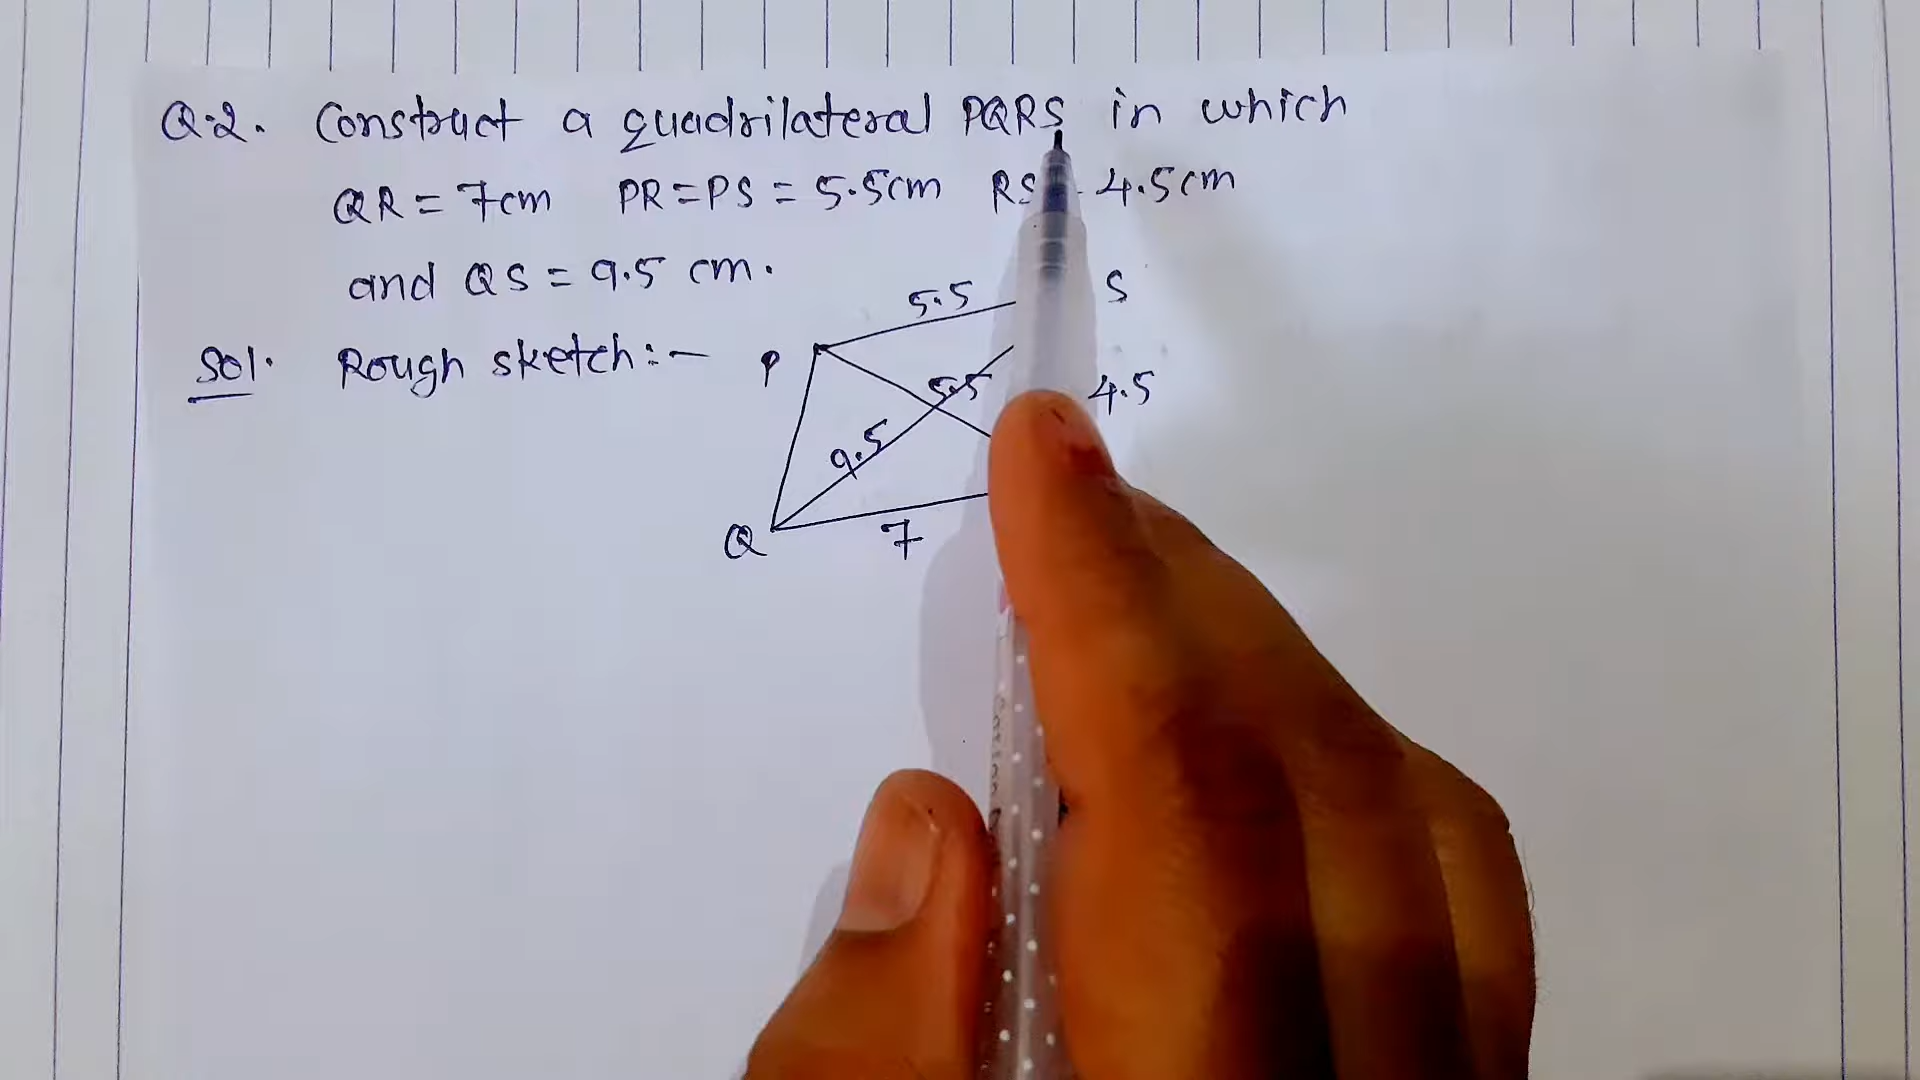 Q.2. Construct a quadrilateral PQRS in which
QR = 7cm PR = PS = 5.5cm RS 4.5cm
and QS = 9.5 cm.
Sol. Rough sketch:-
P
5.5
S
5.5
4.5
9.5
Q
7